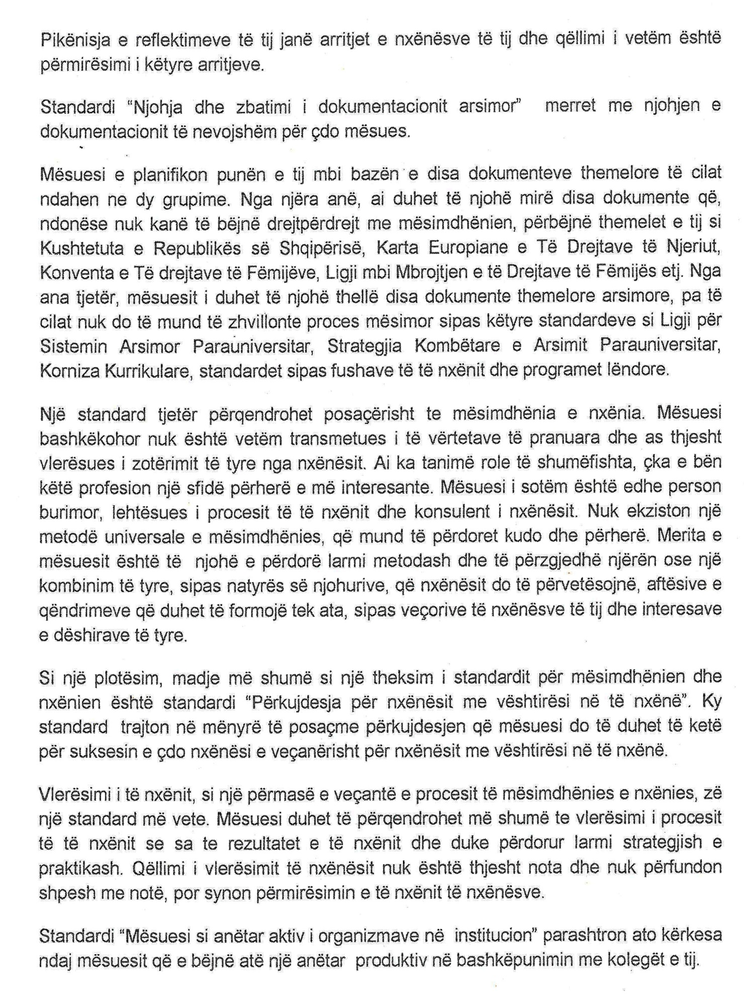 Pikënisja e reflektimeve të tij janë arritjet e nxënësve të tij dhe qëllimi i vetëm është
përmirësimi i këtyre arritjeve.
Standardi “Njohja dhe zbatimi i dokumentacionit arsimor” merret me njohjen e
dokumentacionit të nevojshëm për çdo mësues.
Mësuesi e planifikon punën e tij mbi bazën e disa dokumenteve themelore të cilat
ndahen ne dy grupime. Nga njëra anë, ai duhet të njohë mirë disa dokumente që,
ndonëse nuk kanë të bëjnë drejtpërdrejt me mësimdhënien, përbëjnë themelet e tij si
Kushtetuta e Republikës së Shqipërisë, Karta Europiane e Të Drejtave të Njeriut,
Konventa e Të drejtave të Fëmijëve, Ligji mbi Mbrojtjen e të Drejtave të Fëmijës etj. Nga
ana tjetër, mësuesit i duhet të njohë thellë disa dokumente themelore arsimore, pa të
cilat nuk do të mund të zhvillonte proces mësimor sipas këtyre standardeve si Ligji për
Sistemin Arsimor Parauniversitar, Strategjia Kombëtare e Arsimit Parauniversitar,
Korniza Kurrikulare, standardet sipas fushave të të nxënit dhe programet lëndore.
Një standard tjetër përqendrohet posaçërisht te mësimdhënia e nxënia. Mësuesi
bashkëkohor nuk është vetëm transmetues i të vërtetave të pranuara dhe as thjesht
vlerësues i zotërimit të tyre nga nxënësit. Ai ka tanimë role të shumëfishta, çka e bën
këtë profesion një sfidë përherë e më interesante. Mësuesi i sotëm është edhe person
burimor, lehtësues i procesit të të nxënit dhe konsulent i nxënësit. Nuk ekziston një
metodë universale e mësimdhënies, që mund të përdoret kudo dhe përherë. Merita e
mësuesit është të njohë e përdorë larmi metodash dhe të përzgjedhë njërën ose një
kombinim të tyre, sipas natyrës së njohurive, që nxënësit do të përvetësojnë, aftësive e
qëndrimeve që duhet të formojë tek ata, sipas veçorive të nxënësve të tij dhe interesave
e dëshirave të tyre.
Si një plotësim, madje më shumë si një theksim i standardit për mësimdhënien dhe
nxënien është standardi “Përkujdesja për nxënësit me vështirësi në të nxënë”. Ky
standard trajton në mënyrë të posaçme përkujdesjen që mësuesi do të duhet të ketë
për suksesin e çdo nxënësi e veçanërisht për nxënësit me vështirësi në të nxënë.
Vlerësimi i të nxënit, si një përmasë e veçantë e procesit të mësimdhënies e nxënies, zë
një standard më vete. Mësuesi duhet të përqendrohet më shumë te vlerësimi i procesit
të të nxënit se sa te rezultatet e të nxënit dhe duke përdorur larmi strategjish e
praktikash. Qëllimi i vlerësimit të nxënësit nuk është thjesht nota dhe nuk përfundon
shpesh me notë, por synon përmirësimin e të nxënit të nxënësve.
Standardi “Mësuesi si anëtar aktiv i organizmave në institucion” parashtron ato kërkesa
ndaj mësuesit që e bëjnë atë një anëtar produktiv në bashkëpunimin me kolegët e tij.